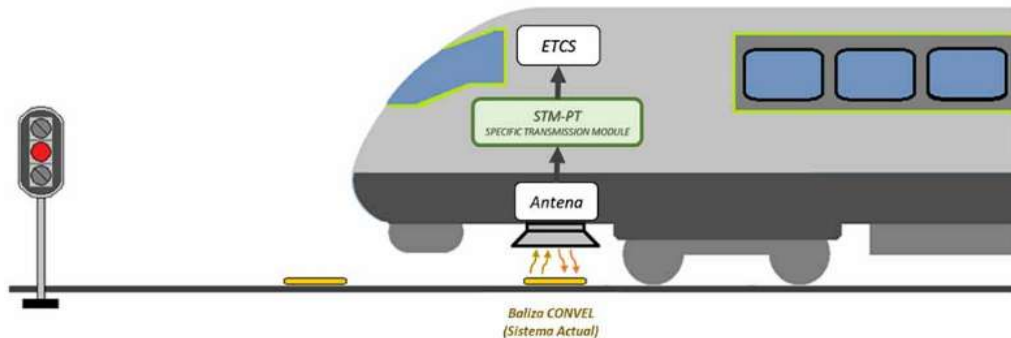 ETCS
STM-PT
SPECIFIC TRANSMISSION MODULE
Antena
Baliza CONVEL
(Sistema Actual)